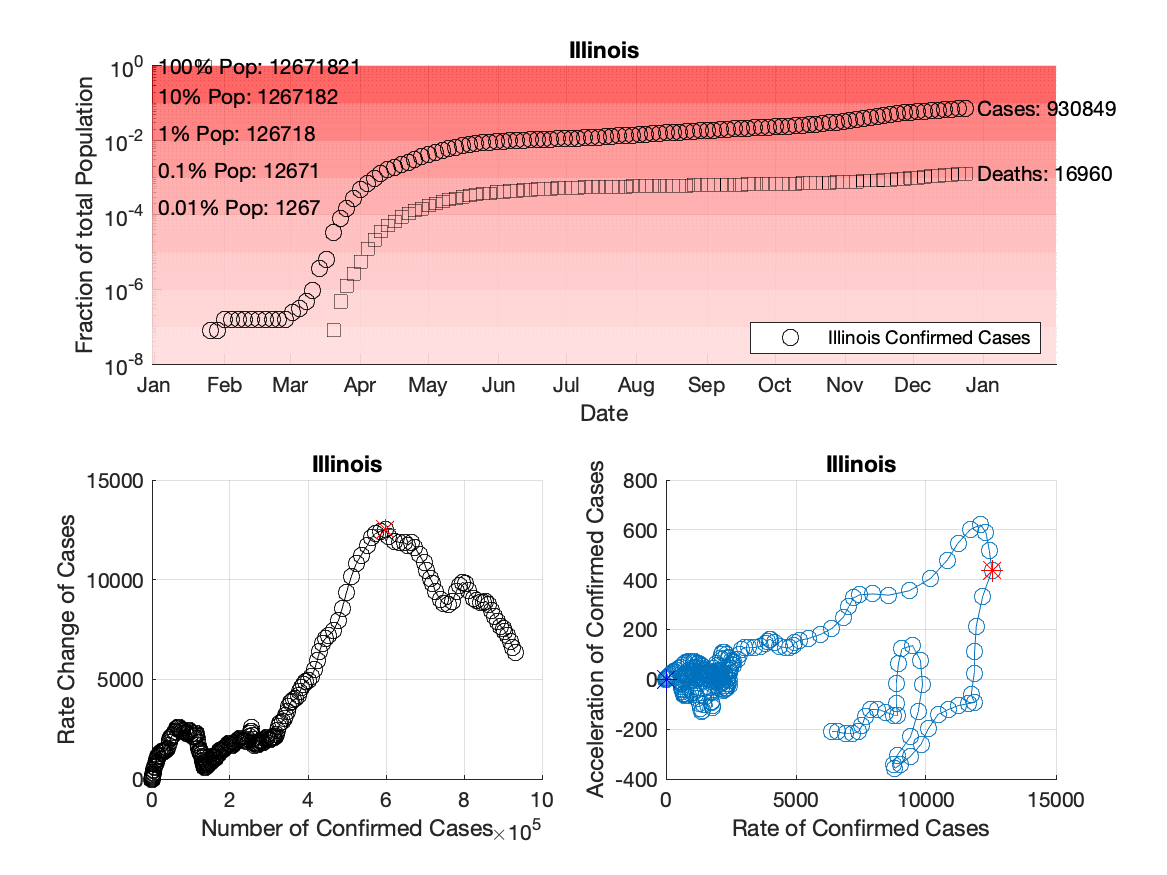 Illinois
Fraction of total Population
10^0
10^-2
10^-4
10^-6
10^-8
100% Pop: 12671821
10% Pop: 1267182
1% Pop: 126718
0.1% Pop: 12671
0.01% Pop: 1267
Cases: 930849
Deaths: 16960
Illinois Confirmed Cases
Jan Feb Mar Apr May Jun Jul Aug Sep Oct Nov Dec Jan
Date
Illinois
Rate Change of Cases
15000
10000
5000
0
0 2 4 6 8 10
Number of Confirmed Cases
×10^5
Illinois
Acceleration of Confirmed Cases
800
600
400
200
0
-200
-400
0 5000 10000 15000
Rate of Confirmed Cases